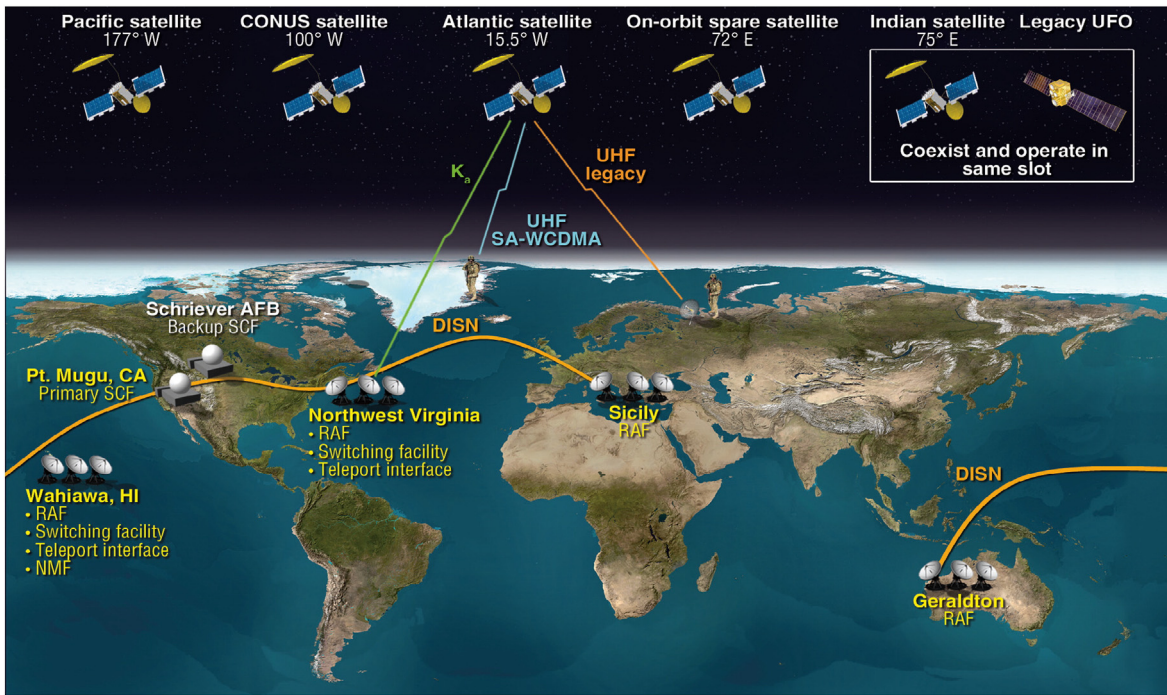 Pacific satellite
177° W
CONUS satellite
100° W
Atlantic satellite
15.5° W
On-orbit spare satellite
72° E
Indian satellite
75° E
Legacy UFO
Coexist and operate in
same slot
Ka
UHF
legacy
UHF
SA-WCDMA
Schriever AFB
Backup SCF
DISN
Pt. Mugu, CA
Primary SCF
Northwest Virginia
• RAF
• Switching facility
• Teleport interface
Sicily
RAF
Wahiawa, HI
• RAF
• Switching facility
• Teleport interface
• NMF
DISN
Geraldton
RAF